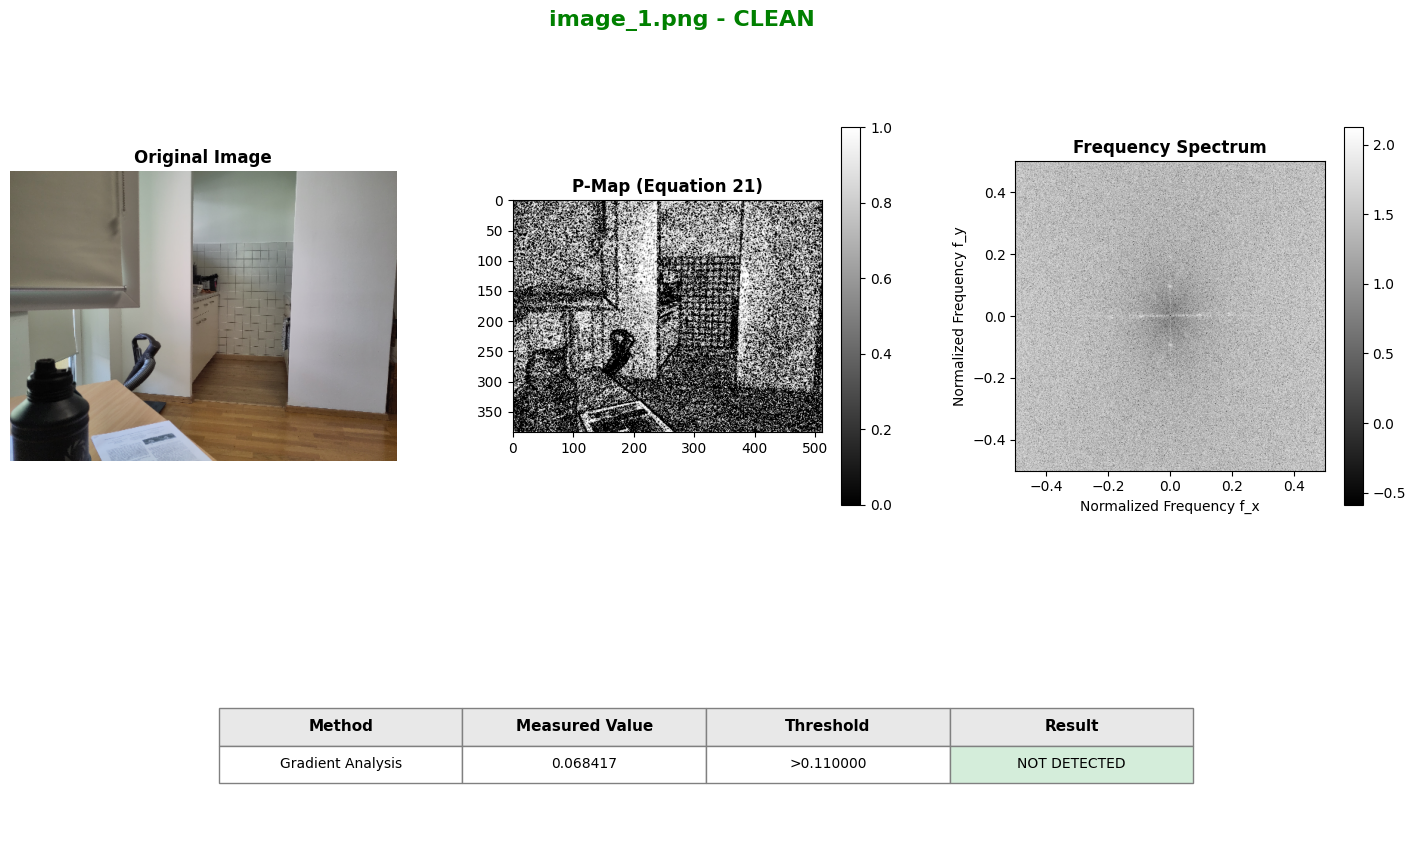 image_1.png - CLEAN
Original Image
P-Map (Equation 21)
0
50
100
150
200
250
300
350
0 100 200 300 400 500
1.0
0.8
0.6
0.4
0.2
0.0
Frequency Spectrum
Normalized Frequency f_y
0.4
0.2
0.0
−0.2
−0.4
−0.4 −0.2 0.0 0.2 0.4
Normalized Frequency f_x
2.0
1.5
1.0
0.5
0.0
−0.5
Method Measured Value Threshold Result
Gradient Analysis 0.068417 >0.110000 NOT DETECTED